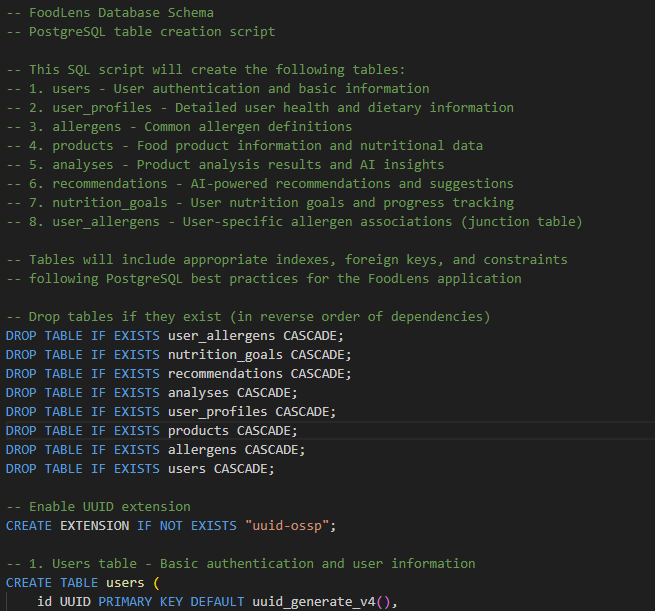 -- FoodLens Database Schema
-- PostgreSQL table creation script
-- This SQL script will create the following tables:
-- 1. users - User authentication and basic information
-- 2. user_profiles - Detailed user health and dietary information
-- 3. allergens - Common allergen definitions
-- 4. products - Food product information and nutritional data
-- 5. analyses - Product analysis results and AI insights
-- 6. recommendations - AI-powered recommendations and suggestions
-- 7. nutrition_goals - User nutrition goals and progress tracking
-- 8. user_allergens - User-specific allergen associations (junction table)
-- Tables will include appropriate indexes, foreign keys, and constraints
-- following PostgreSQL best practices for the FoodLens application
-- Drop tables if they exist (in reverse order of dependencies)
DROP TABLE IF EXISTS user_allergens CASCADE;
DROP TABLE IF EXISTS nutrition_goals CASCADE;
DROP TABLE IF EXISTS recommendations CASCADE;
DROP TABLE IF EXISTS analyses CASCADE;
DROP TABLE IF EXISTS user_profiles CASCADE;
DROP TABLE IF EXISTS products CASCADE;
DROP TABLE IF EXISTS allergens CASCADE;
DROP TABLE IF EXISTS users CASCADE;
-- Enable UUID extension
CREATE EXTENSION IF NOT EXISTS "uuid-ossp";
-- 1. Users table - Basic authentication and user information
CREATE TABLE users (
    id UUID PRIMARY KEY DEFAULT uuid_generate_v4(),